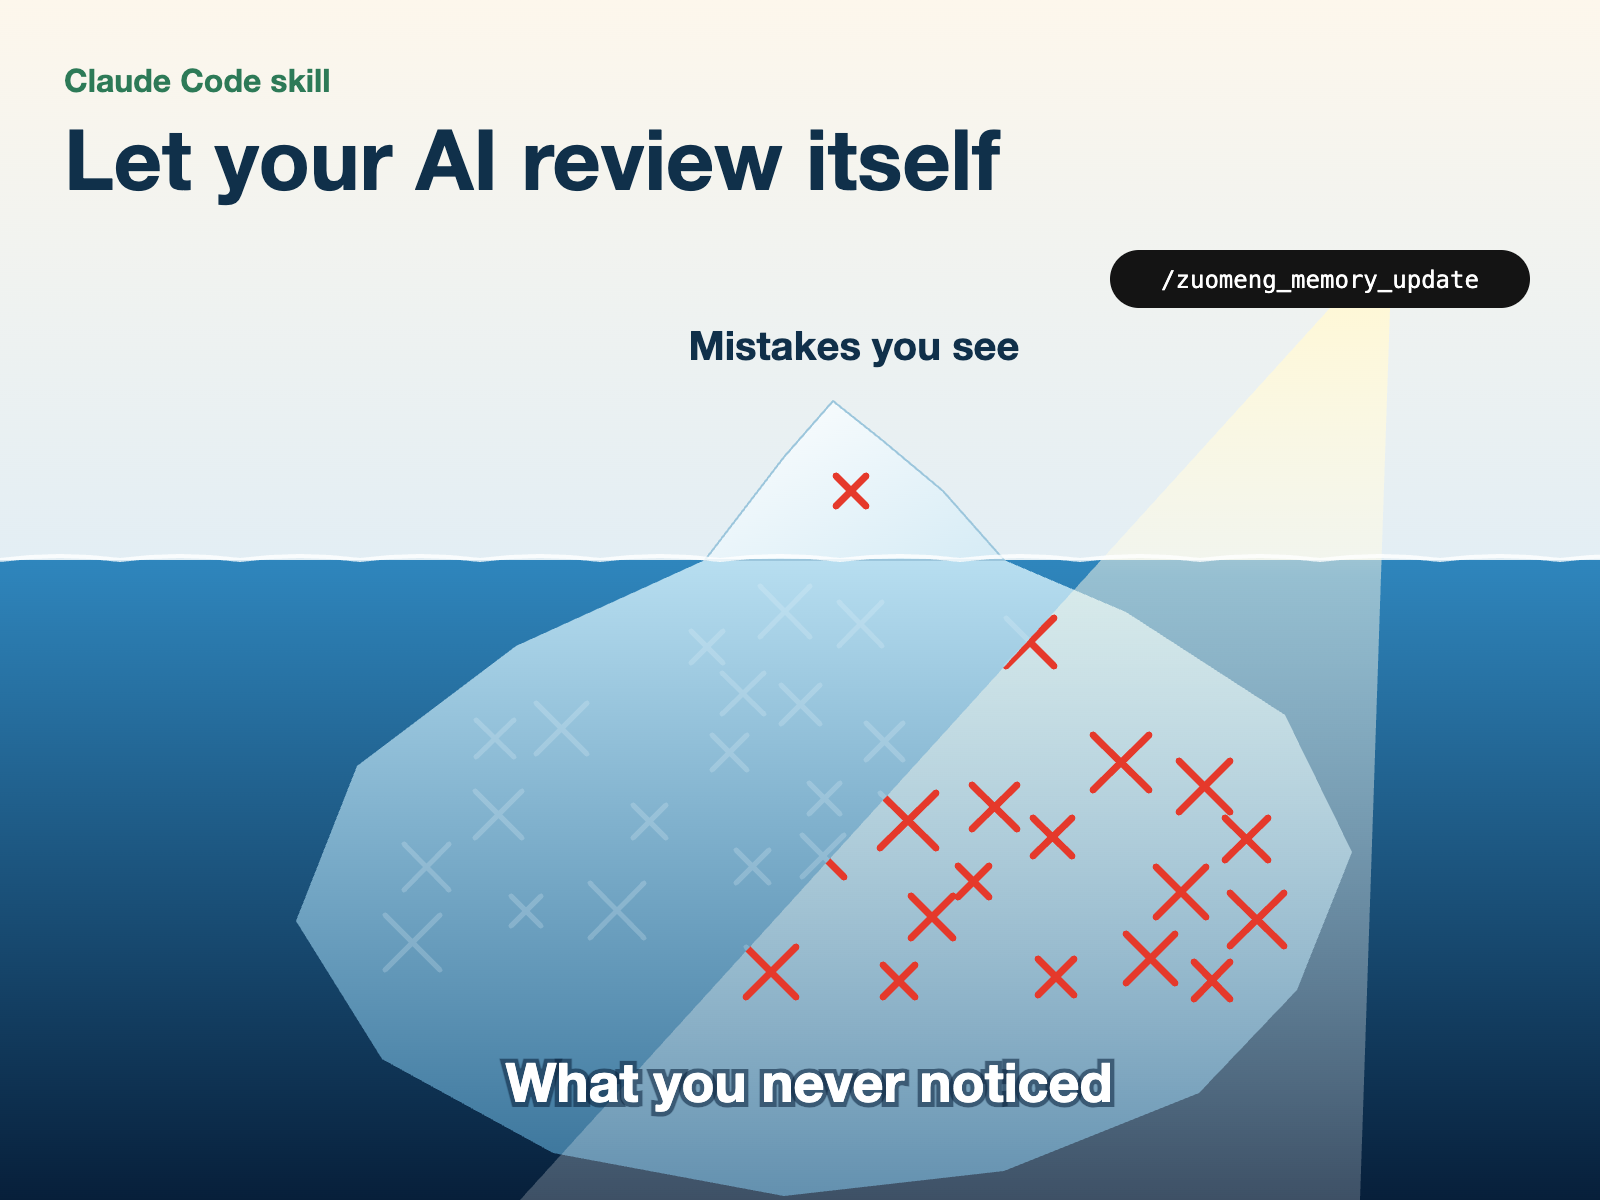 Claude Code skill
Let your AI review itself
/zuomeng_memory_update
Mistakes you see
What you never noticed